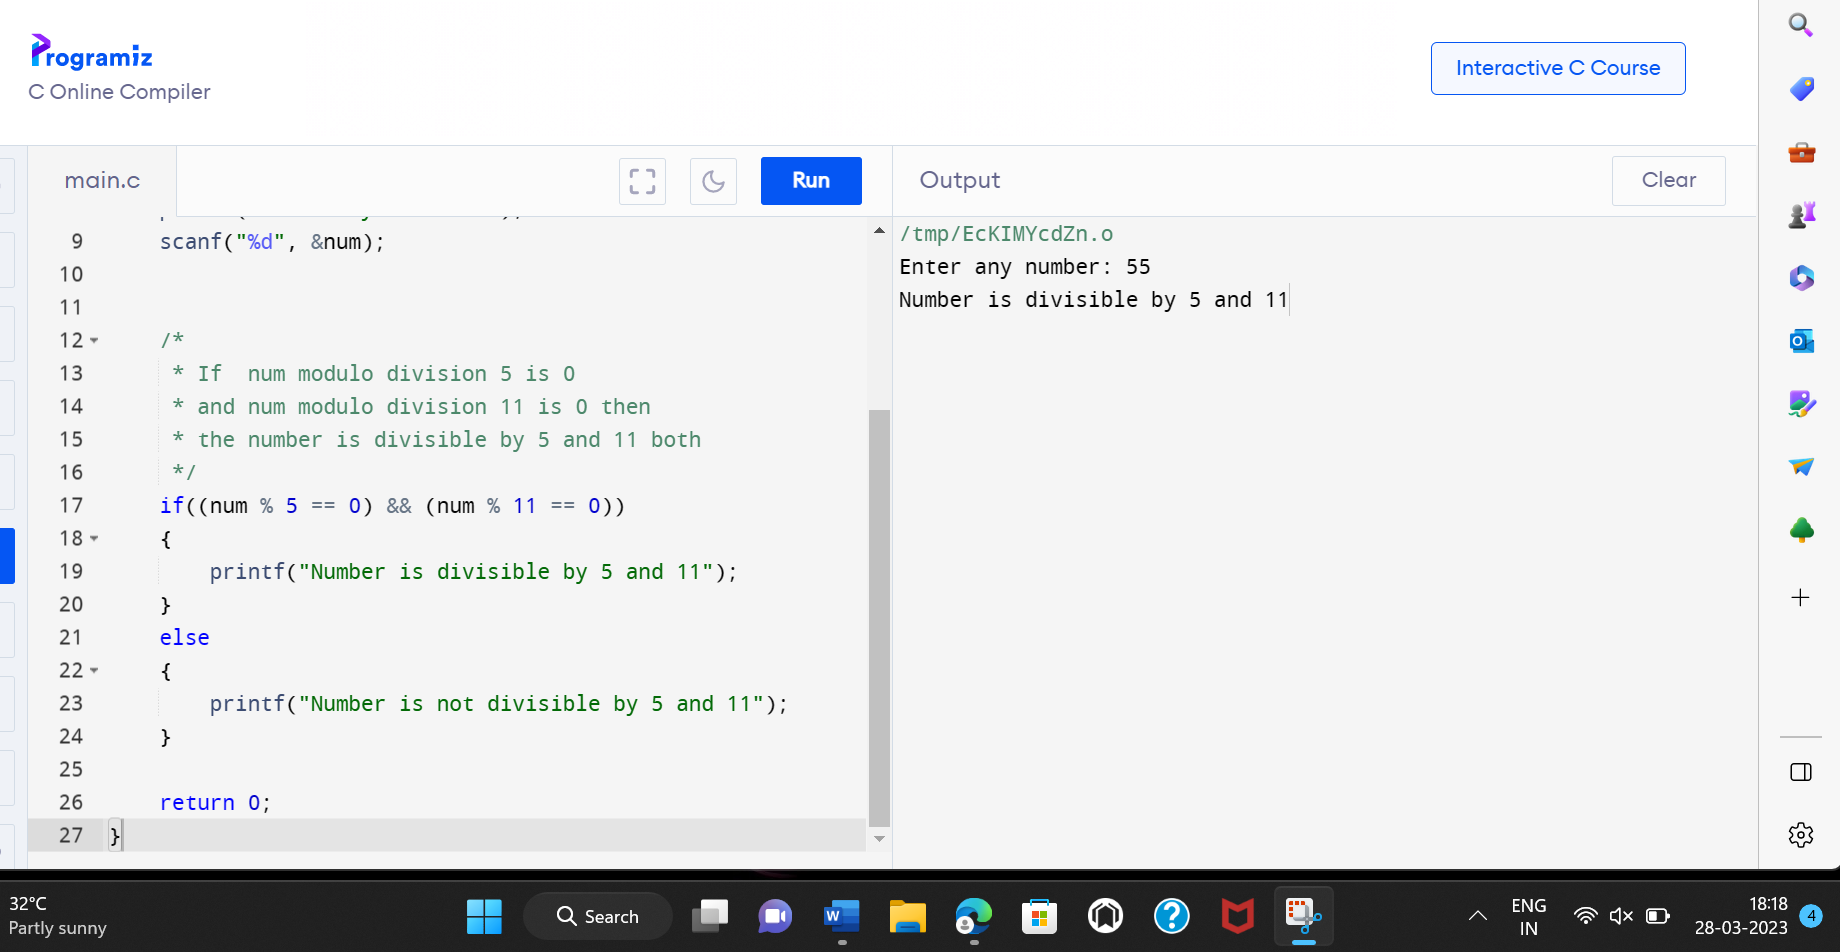 Programiz
C Online Compiler
Interactive C Course
main.c
Run
Output
Clear
9 scanf("%d", &num);
10
11
12 /*
13 * If  num modulo division 5 is 0
14 * and num modulo division 11 is 0 then
15 * the number is divisible by 5 and 11 both
16 */
17 if((num % 5 == 0) && (num % 11 == 0))
18 {
19 printf("Number is divisible by 5 and 11");
20 }
21 else
22 {
23 printf("Number is not divisible by 5 and 11");
24 }
25
26 return 0;
27 }
/tmp/EcKIMYcdZn.o
Enter any number: 55
Number is divisible by 5 and 11
32°C
Partly sunny
Search
ENG
IN
18:18
28-03-2023
4